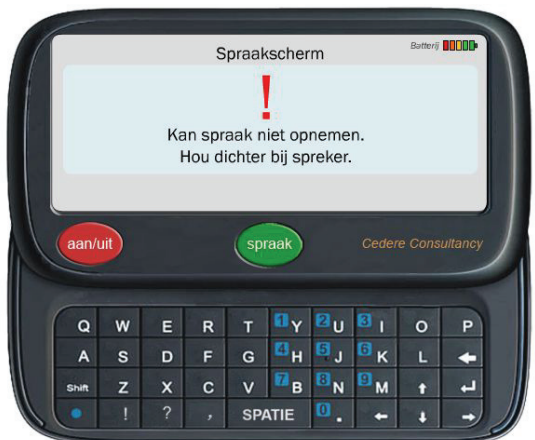 Spraakscherm
Batterij
!
Kan spraak niet opnemen.
Hou dichter bij spreker.
aan/uit
spraak
Cedere Consultancy
Q W E R T 1 Y 2 U 3 I O P
A S D F G 4 H 5 J 6 K L ←
Shift Z X C V 7 B 8 N 9 M ↑ ↵
! ? , SPATIE 0 . ← ↓ →